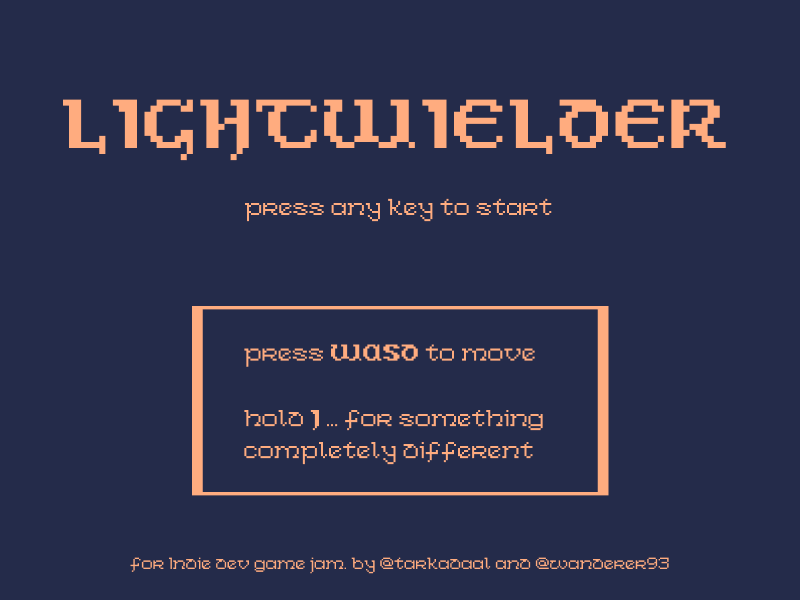 LIGHTWIELDER
press any key to start
press WASD to move
hold J... for something
completely different
for Indie dev game jam. by @tarkadaal and @wanderer93